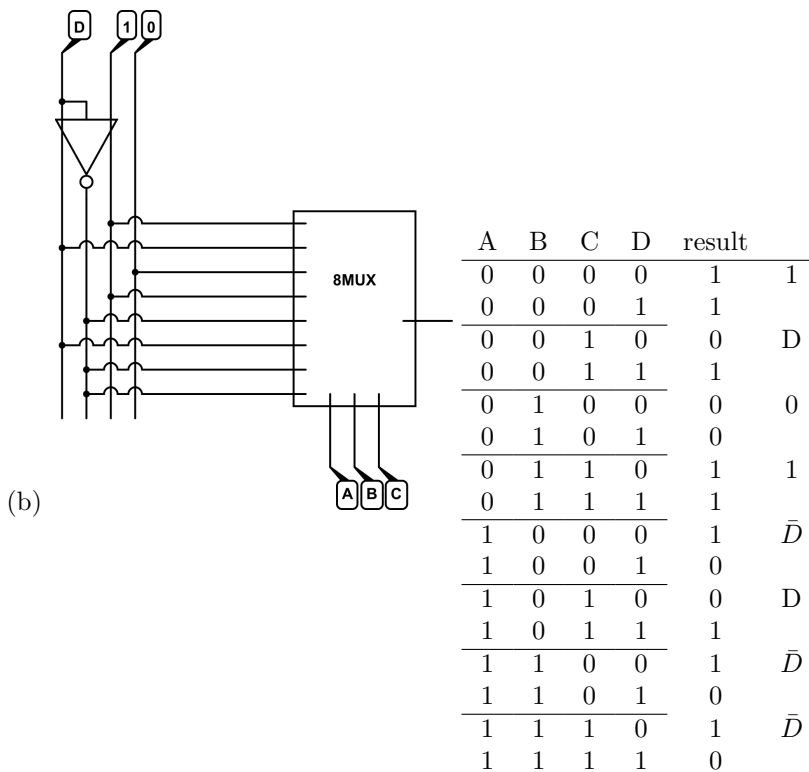 D 1 0
8MUX
A B C
(b)
A B C D result
0 0 0 0 1 1
0 0 0 1 1
0 0 1 0 0 D
0 0 1 1 1
0 1 0 0 0 0
0 1 0 1 0
0 1 1 0 1 1
0 1 1 1 1
1 0 0 0 1 D̄
1 0 0 1 0
1 0 1 0 0 D
1 0 1 1 1
1 1 0 0 1 D̄
1 1 0 1 0
1 1 1 0 1 D̄
1 1 1 1 0